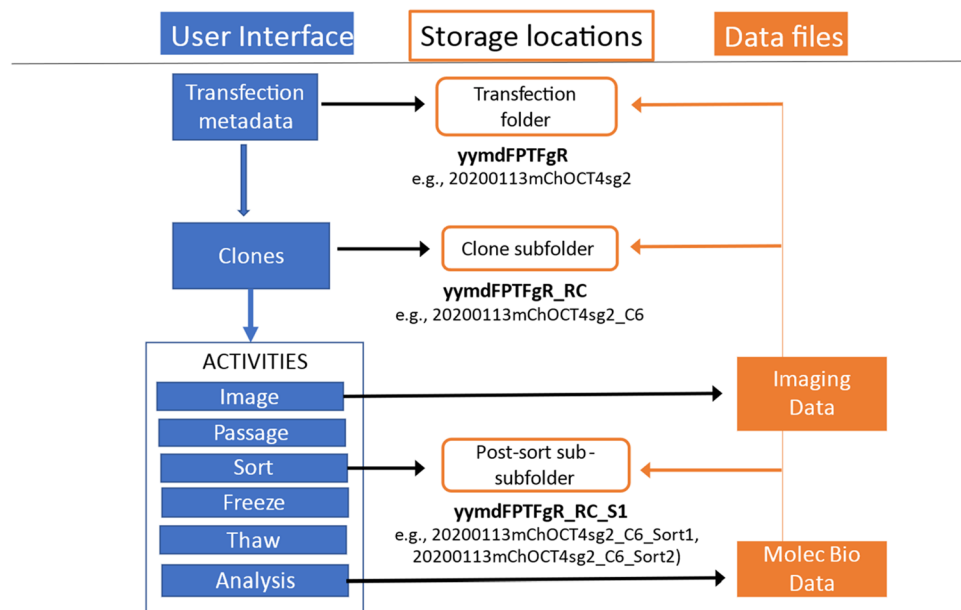 User Interface
Storage locations
Data files
Transfection
metadata
Transfection
folder
yymdFPTFgR
e.g., 20200113mChOCT4sg2
Clones
Clone subfolder
yymdFPTFgR_RC
e.g., 20200113mChOCT4sg2_C6
ACTIVITIES
Image
Imaging
Data
Passage
Sort
Post-sort sub-
subfolder
Freeze
yymdFPTFgR_RC_S1
e.g., 20200113mChOCT4sg2_C6_Sort1,
20200113mChOCT4sg2_C6_Sort2)
Thaw
Analysis
Molec Bio
Data